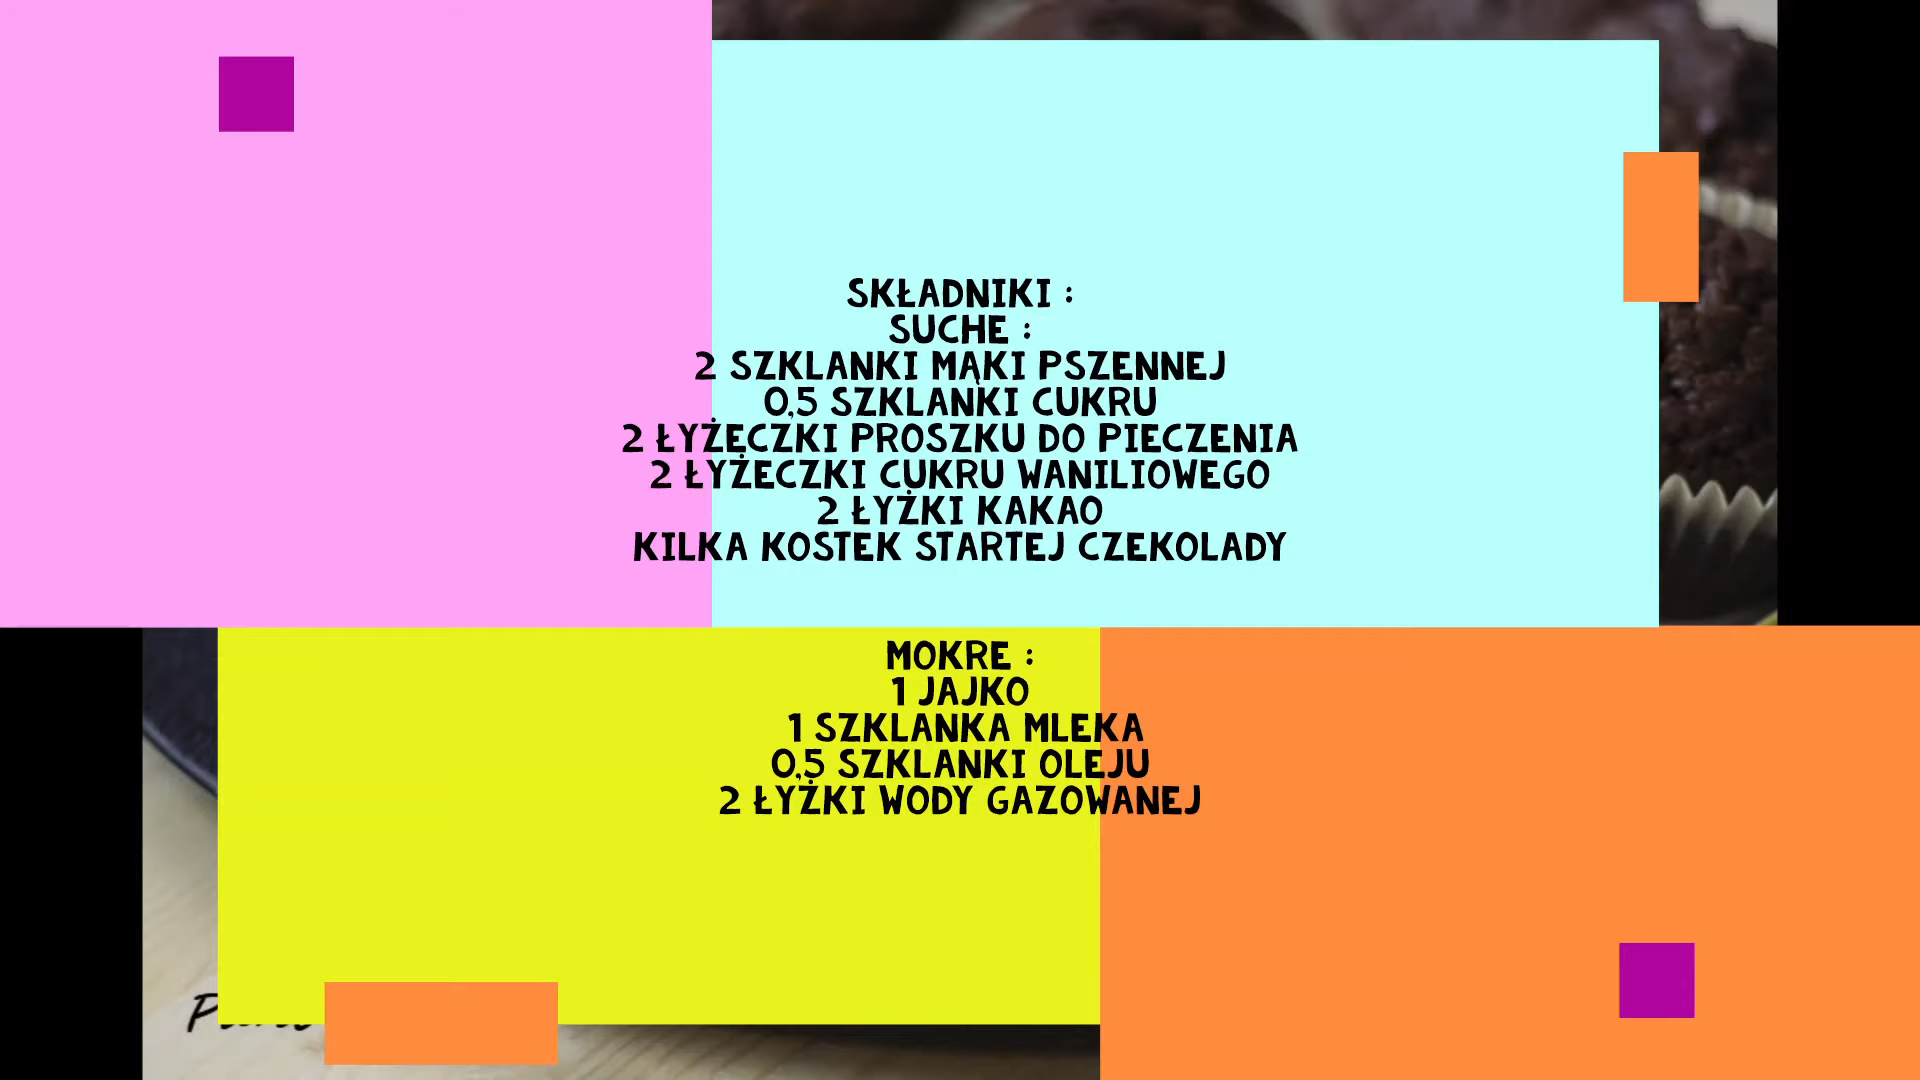 SKŁADNIKI :
SUCHE :
2 SZKLANKI MĄKI PSZENNEJ
0,5 SZKLANKI CUKRU
2 ŁYŻECZKI PROSZKU DO PIECZENIA
2 ŁYŻECZKI CUKRU WANILIOWEGO
2 ŁYŻKI KAKAO
KILKA KOSTEK STARTEJ CZEKOLADY
MOKRE :
1 JAJKO
1 SZKLANKA MLEKA
0,5 SZKLANKI OLEJU
2 ŁYŻKI WODY GAZOWANEJ